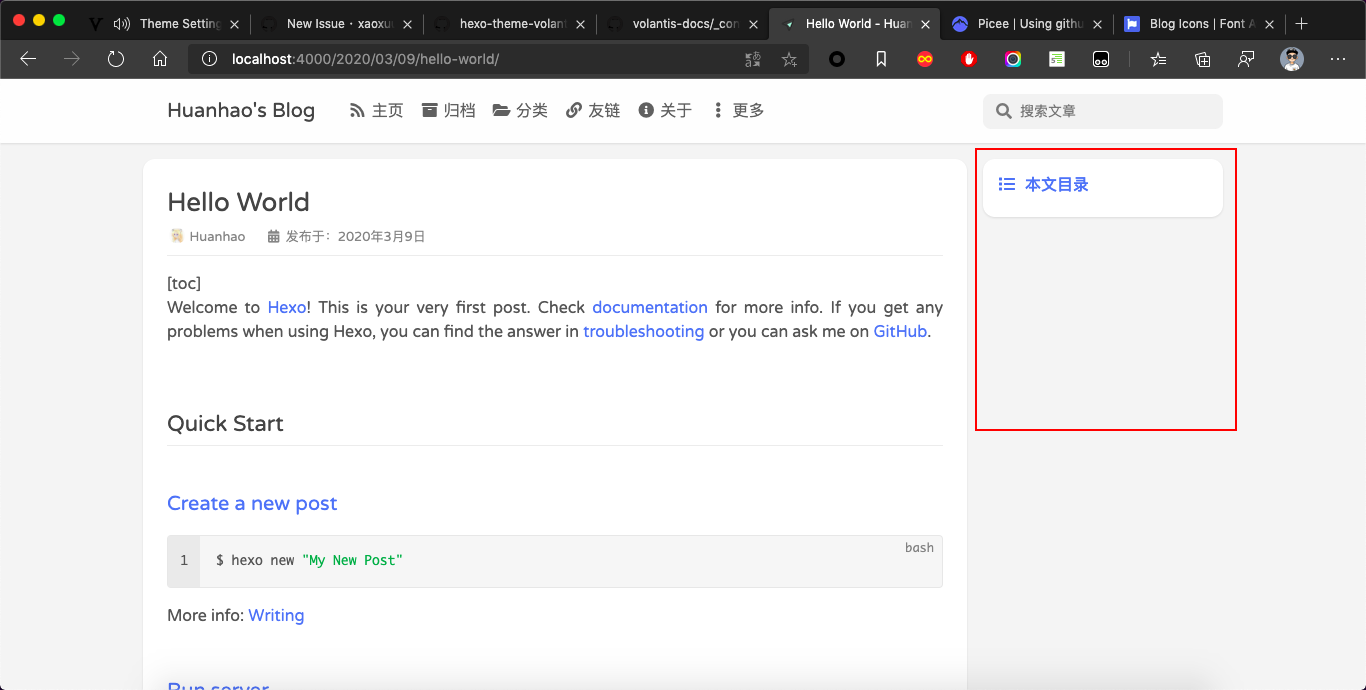 Theme Setting
New Issue · xaoxu
hexo-theme-volant
volantis-docs/_con
Hello World - Huan
Picee | Using githu
Blog Icons | Font A
localhost:4000/2020/03/09/hello-world/
Huanhao's Blog
主页
归档
分类
友链
关于
更多
搜索文章
Hello World
Huanhao
发布于：2020年3月9日
[toc]
Welcome to Hexo! This is your very first post. Check documentation for more info. If you get any
problems when using Hexo, you can find the answer in troubleshooting or you can ask me on GitHub.
Quick Start
Create a new post
bash
1 $ hexo new "My New Post"
More info: Writing
Run server
本文目录